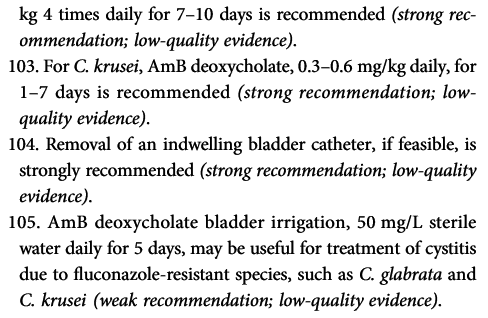 kg 4 times daily for 7–10 days is recommended (strong rec-
ommendation; low-quality evidence).
103. For C. krusei, AmB deoxycholate, 0.3–0.6 mg/kg daily, for
1–7 days is recommended (strong recommendation; low-
quality evidence).
104. Removal of an indwelling bladder catheter, if feasible, is
strongly recommended (strong recommendation; low-quality
evidence).
105. AmB deoxycholate bladder irrigation, 50 mg/L sterile
water daily for 5 days, may be useful for treatment of cystitis
due to fluconazole-resistant species, such as C. glabrata and
C. krusei (weak recommendation; low-quality evidence).